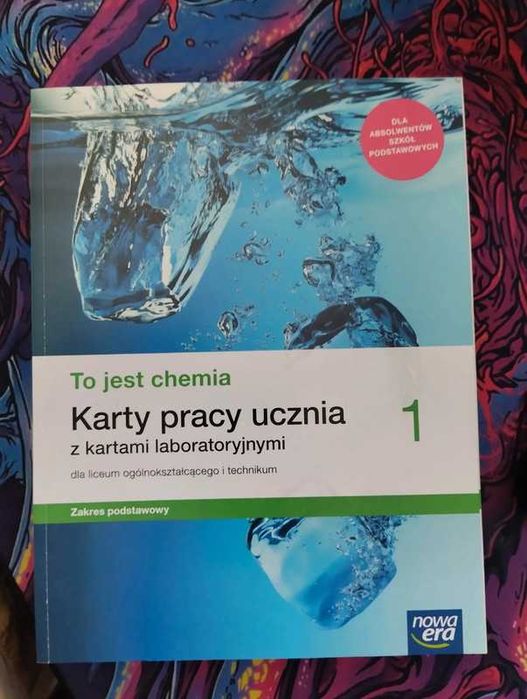 DLA
ABSOLWENTÓW
SZKÓŁ
PODSTAWOWYCH
To jest chemia
Karty pracy ucznia 1
z kartami laboratoryjnymi
dla liceum ogólnokształcącego i technikum
Zakres podstawowy
nowa
era